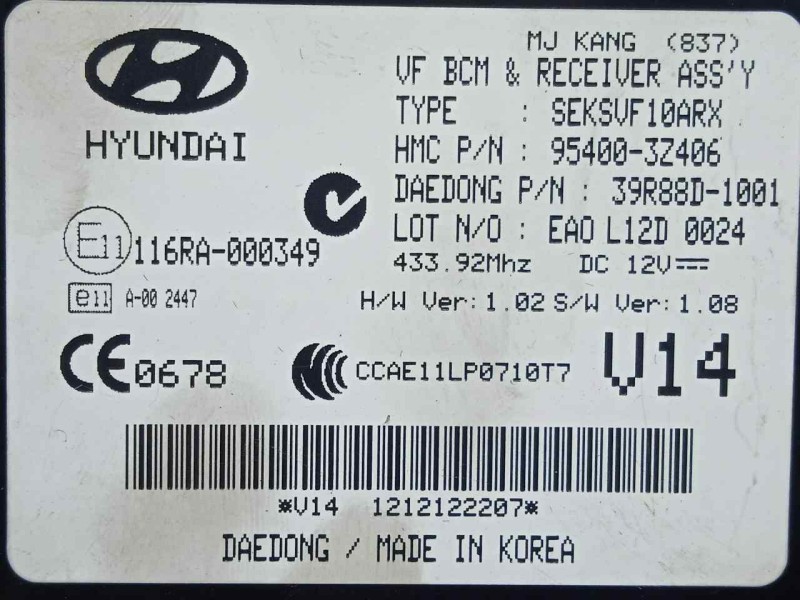 MJ KANG (837)
VF BCM & RECEIVER ASS'Y
TYPE : SEKSVF10ARX
HYUNDAI
HMC P/N : 95400-3Z406
DAEDONG P/N : 39R88D-1001
LOT N/O : EAO L12D 0024
E11 116RA-000349
433.92Mhz DC 12V
e11 A-00 2447
H/W Ver: 1.02 S/W Ver: 1.08
CE 0678
CCAE11LP0710T7
V14
*V14 1212122207*
DAEDONG / MADE IN KOREA